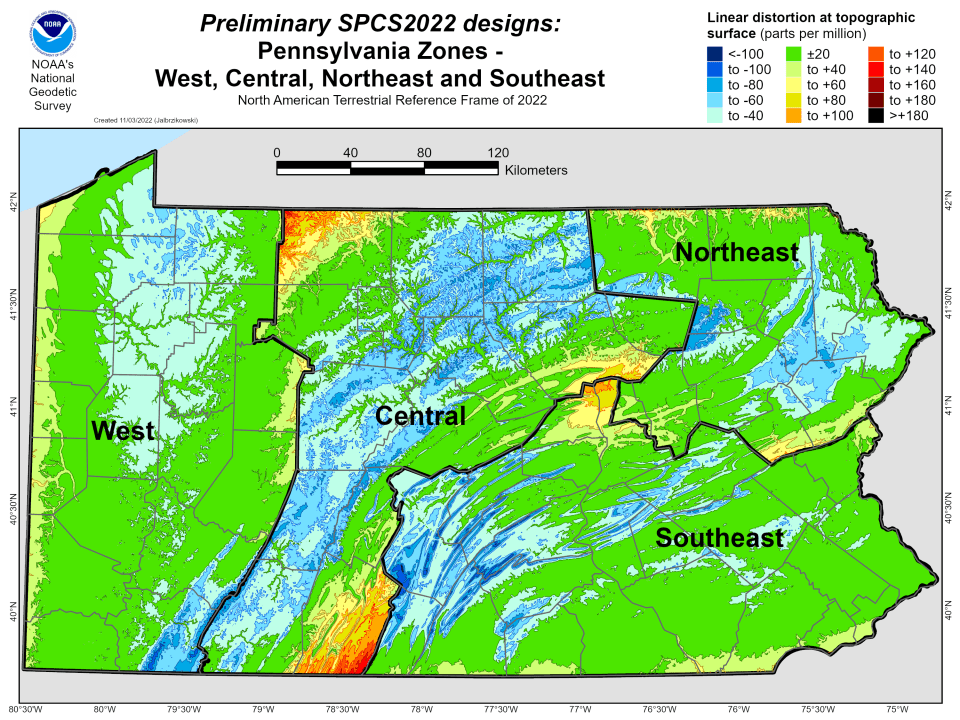 Preliminary SPCS2022 designs:
Pennsylvania Zones -
West, Central, Northeast and Southeast
North American Terrestrial Reference Frame of 2022
NOAA
NOAA's
National
Geodetic
Survey
Created 11/03/2022 (Jalbrzikowski)
Linear distortion at topographic
surface (parts per million)
<-100
to -100
to -80
to -60
to -40
±20
to +40
to +60
to +80
to +100
to +120
to +140
to +160
to +180
>+180
0 40 80 120
Kilometers
42°N
41°30'N
41°N
40°30'N
40°N
Northeast
Central
West
Southeast
42°N
41°30'N
41°N
40°30'N
40°N
80°30'W 80°W 79°30'W 79°W 78°30'W 78°W 77°30'W 77°W 76°30'W 76°W 75°30'W 75°W